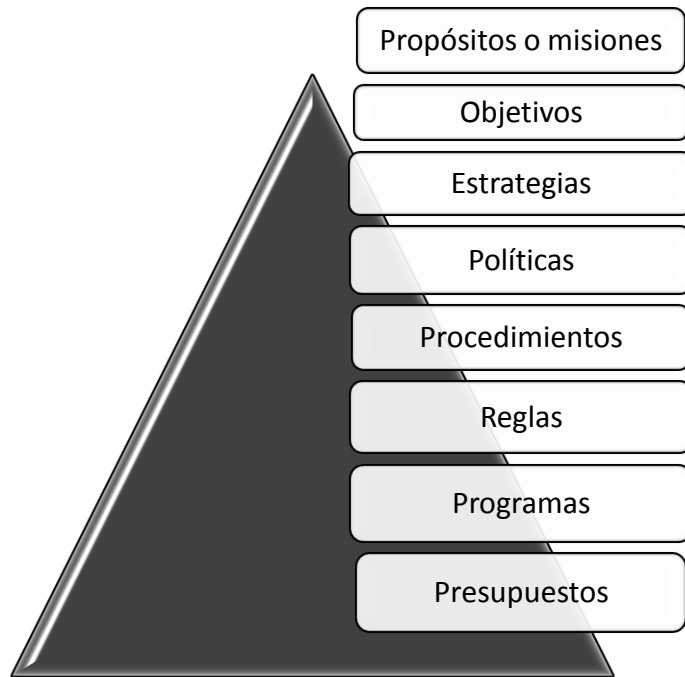 Propósitos o misiones
Objetivos
Estrategias
Políticas
Procedimientos
Reglas
Programas
Presupuestos